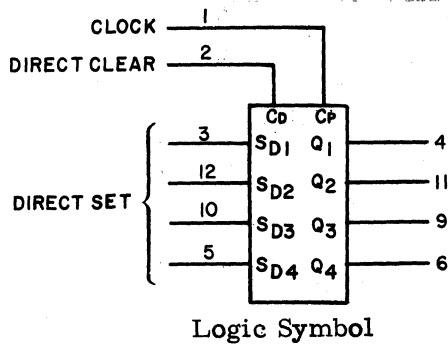 CLOCK 1
DIRECT CLEAR 2
CD CP
3 SD1 Q1 4
12 SD2 Q2 11
DIRECT SET
10 SD3 Q3 9
5 SD4 Q4 6
Logic Symbol